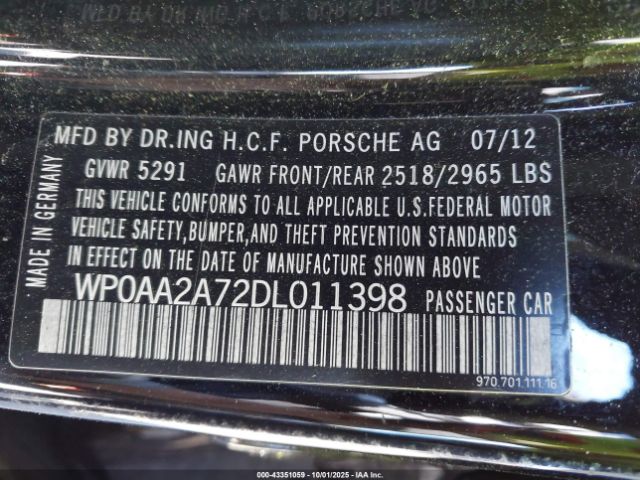 MFD BY DR.ING H.C.F. PORSCHE AG 07/12
GVWR 5291 GAWR FRONT/REAR 2518/2965 LBS
THIS VEHICLE CONFORMS TO ALL APPLICABLE U.S.FEDERAL MOTOR
VEHICLE SAFETY,BUMPER,AND THEFT PREVENTION STANDARDS
IN EFFECT ON THE DATE OF MANUFACTURE SHOWN ABOVE
WP0AA2A72DL011398 PASSENGER CAR
MADE IN GERMANY
970.701.111.16
000-43351059 - 10/01/2025 - IAAI.COM